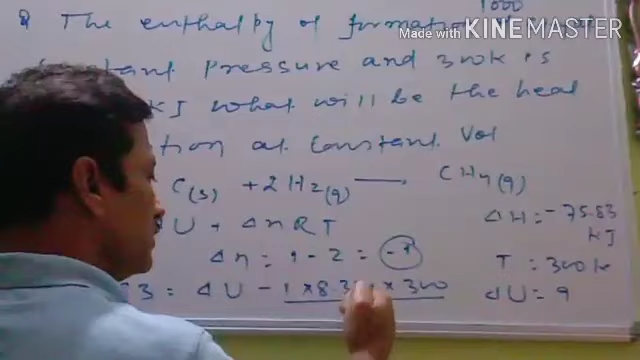 1000
Made with KINEMASTER
Q The enthalpy of formation
Pressure and 300K is
KJ what will be the heat
at Constant Vol
C(s) + 2H2(g) — CH4(g)
U + ΔnRT
ΔH = -75.83
KJ
Δn = 1 - 2 = -1
T = 300K
3 = ΔU - 1 × 8.3 × 300
ΔU = ?